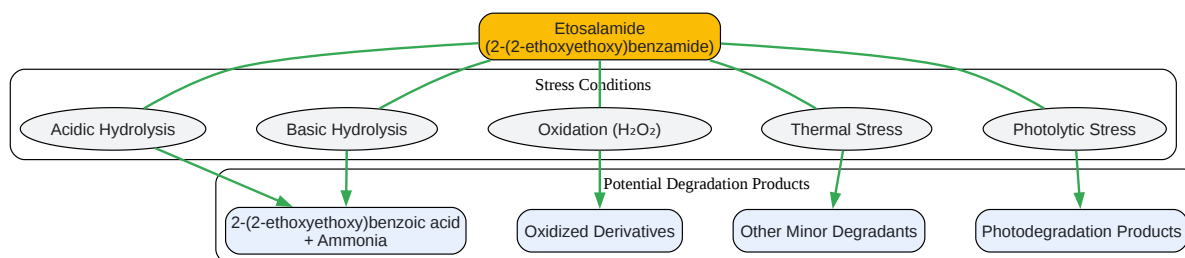 Etosalamide
(2-(2-ethoxyethoxy)benzamide)
Stress Conditions
Acidic Hydrolysis
Basic Hydrolysis
Oxidation (H₂O₂)
Thermal Stress
Photolytic Stress
Potential Degradation Products
2-(2-ethoxyethoxy)benzoic acid
+ Ammonia
Oxidized Derivatives
Other Minor Degradants
Photodegradation Products